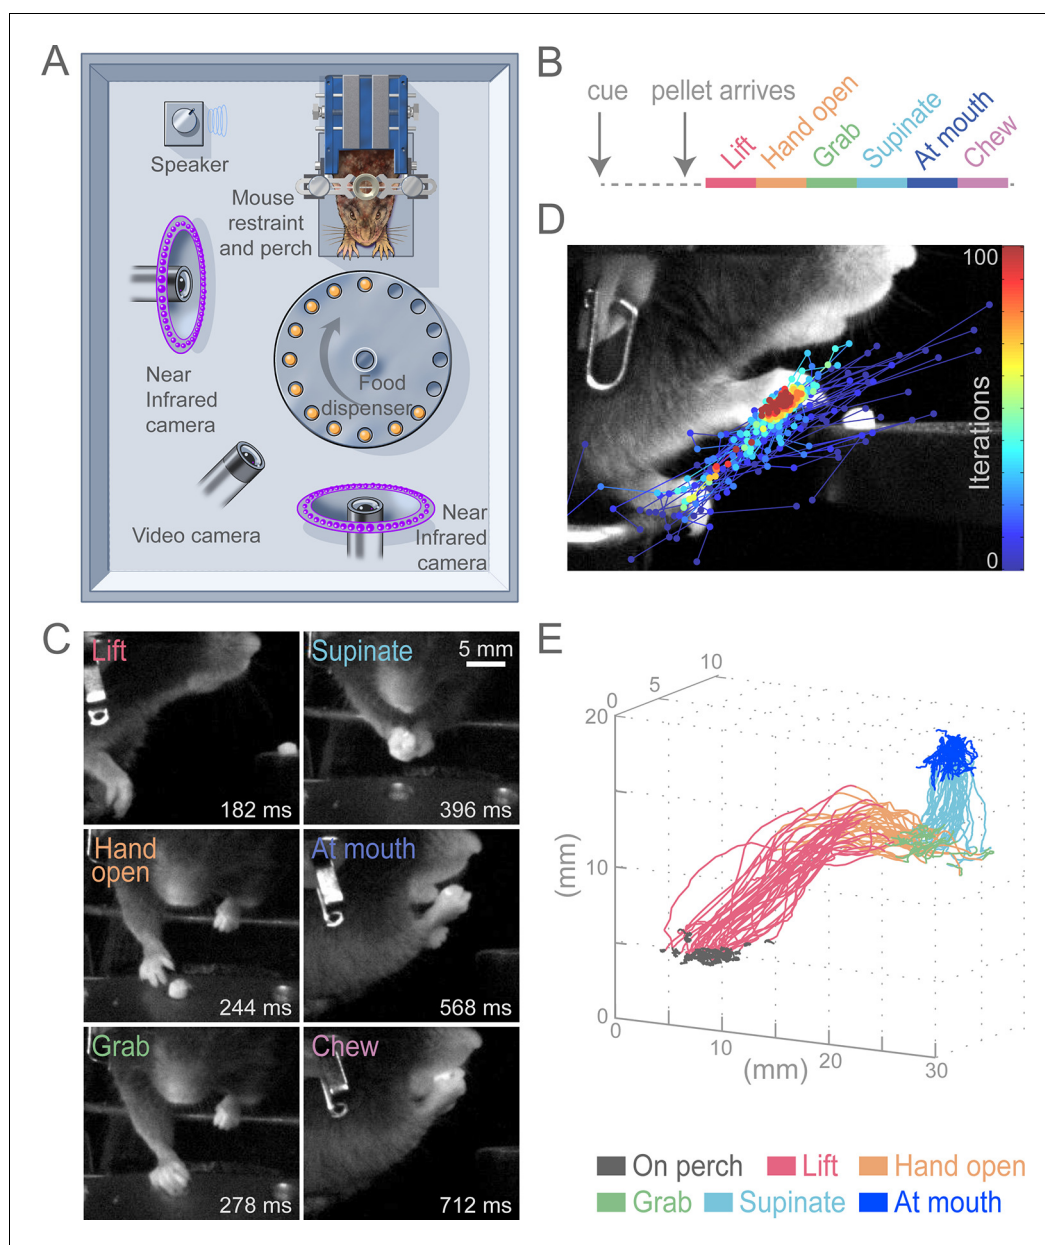 A
Speaker
Mouse
restraint
and perch
Near
Infrared
camera
Food
dispenser
Video camera
Near
Infrared
camera
B
cue
pellet arrives
Lift
Hand open
Grab
Supinate
At mouth
Chew
D
100
Iterations
0
C
Lift
182 ms
Supinate
5 mm
396 ms
Hand
open
244 ms
At mouth
568 ms
Grab
278 ms
Chew
712 ms
E
10
5
0
20
10
(mm)
0
0
10
20
30
(mm)
On perch
Lift
Hand open
Grab
Supinate
At mouth